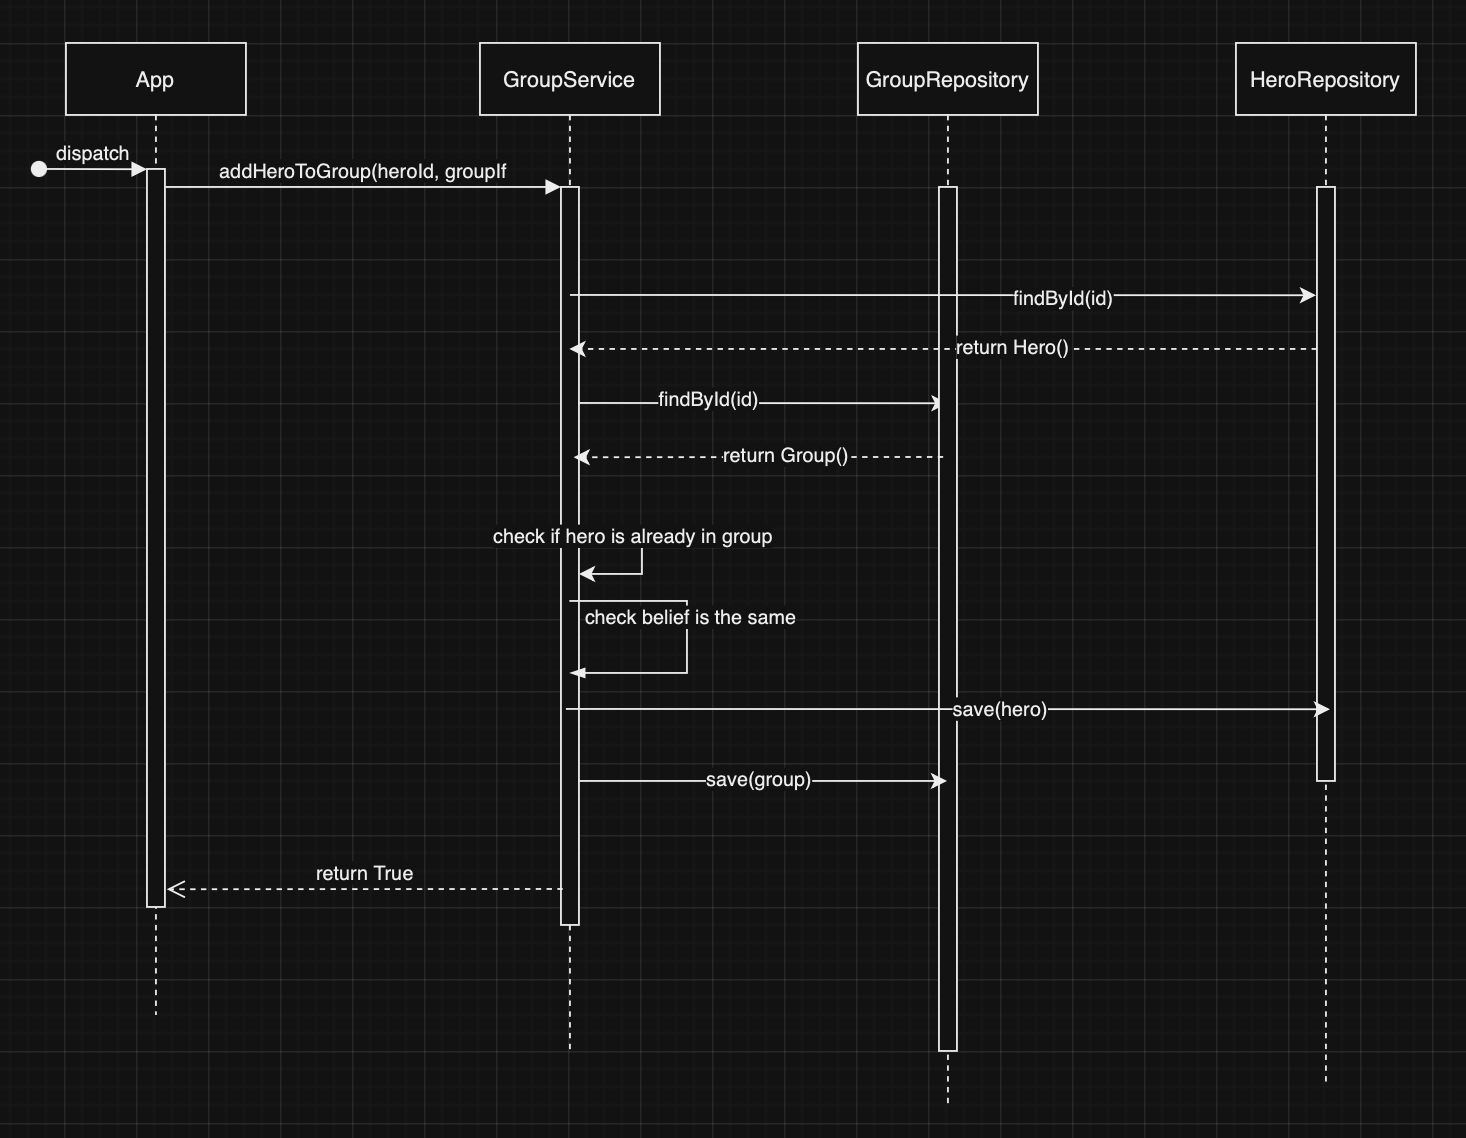 App
GroupService
GroupRepository
HeroRepository
dispatch
addHeroToGroup(heroId, groupIf
findById(id)
return Hero()
findById(id)
return Group()
check if hero is already in group
check belief is the same
save(hero)
save(group)
return True